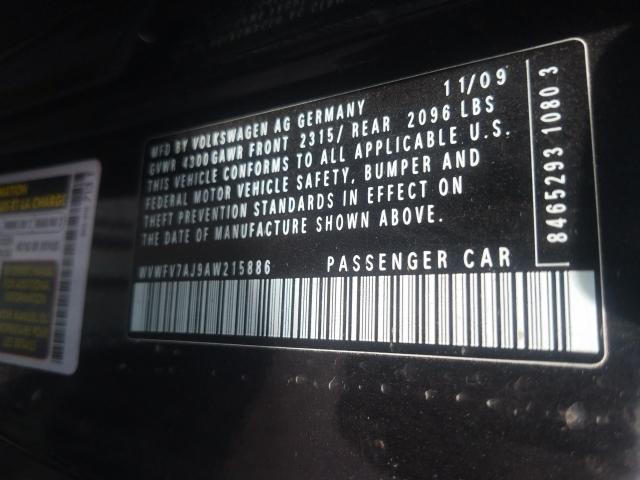 11/09
MFD BY VOLKSWAGEN AG GERMANY
GVWR 4300 GAWR FRONT 2315/ REAR 2096 LBS
THIS VEHICLE CONFORMS TO ALL APPLICABLE U.S.
FEDERAL MOTOR VEHICLE SAFETY, BUMPER AND
THEFT PREVENTION STANDARDS IN EFFECT ON
THE DATE OF MANUFACTURE SHOWN ABOVE.
WVWFV7AJ9AW215886 PASSENGER CAR
8465293 1080 3